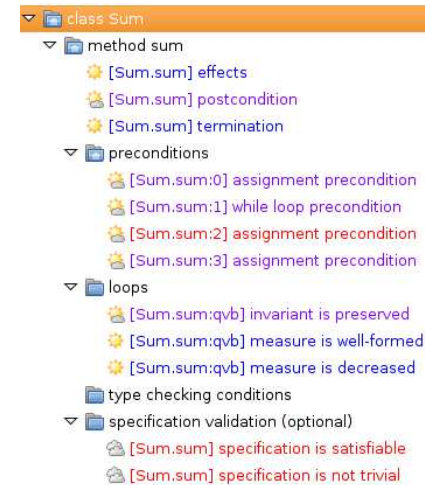 class Sum
method sum
[Sum.sum] effects
[Sum.sum] postcondition
[Sum.sum] termination
preconditions
[Sum.sum:0] assignment precondition
[Sum.sum:1] while loop precondition
[Sum.sum:2] assignment precondition
[Sum.sum:3] assignment precondition
loops
[Sum.sum:qvb] invariant is preserved
[Sum.sum:qvb] measure is well-formed
[Sum.sum:qvb] measure is decreased
type checking conditions
specification validation (optional)
[Sum.sum] specification is satisfiable
[Sum.sum] specification is not trivial